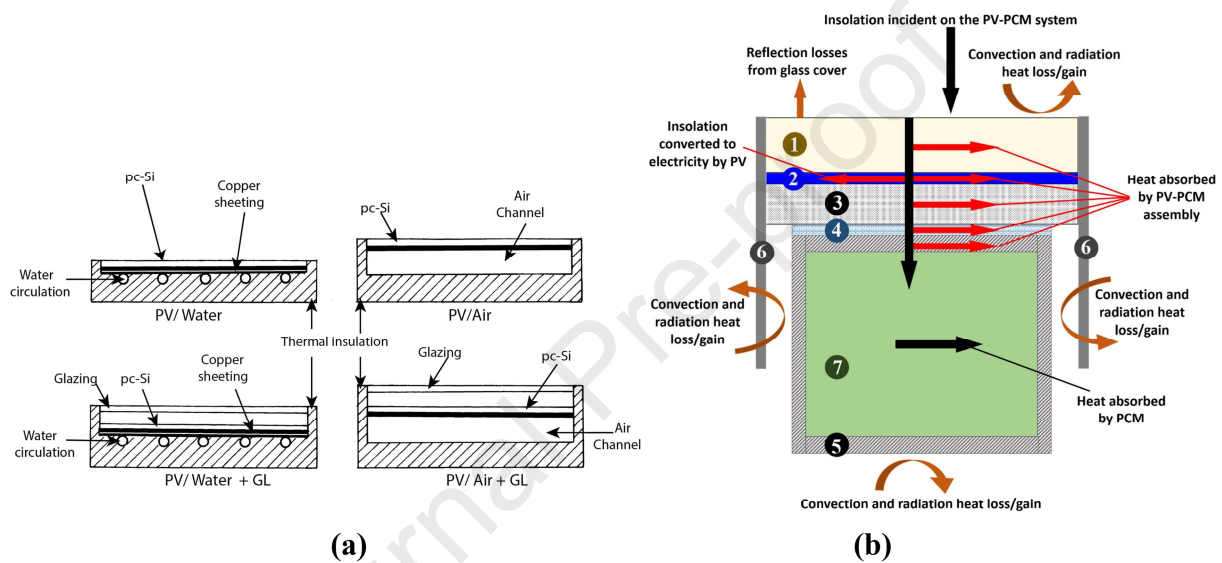 pc-Si
Copper
sheeting
Water
circulation
PV/ Water
pc-Si
Air
Channel
PV/Air
Thermal insulation
Glazing
pc-Si
Copper
sheeting
Water
circulation
PV/ Water + GL
Glazing
pc-Si
Air
Channel
PV/ Air + GL
(a)
Insolation incident on the PV-PCM system
Reflection losses
from glass cover
Convection and radiation
heat loss/gain
Insolation
converted to
electricity by PV
1
2
3
4
Heat absorbed
by PV-PCM
assembly
6
6
Convection and
radiation heat
loss/gain
Convection and
radiation heat
loss/gain
7
Heat absorbed
by PCM
5
Convection and radiation heat loss/gain
(b)
rnal Pre-proof